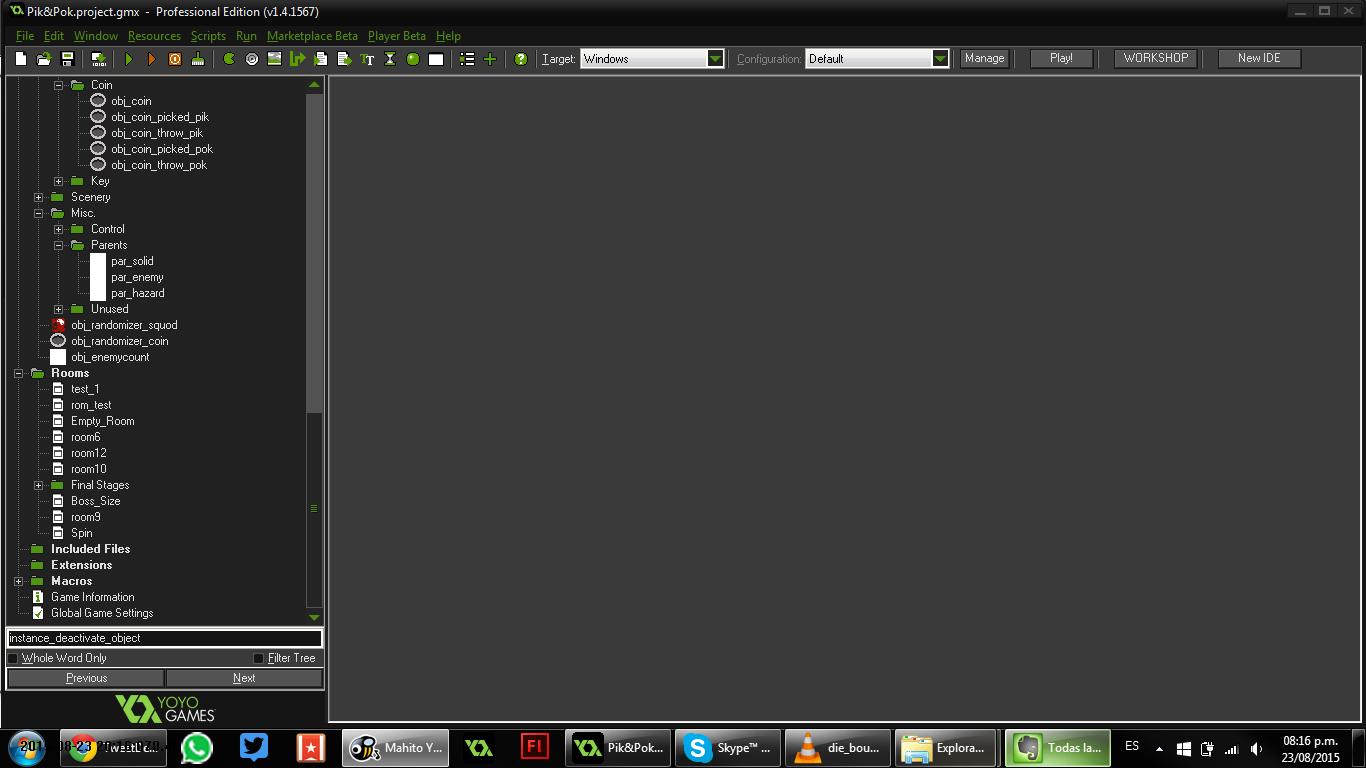 Pik&Pok.project.gmx - Professional Edition (v1.4.1567)
File Edit Window Resources Scripts Run Marketplace Beta Player Beta Help
Target: Windows Configuration: Default Manage Play! WORKSHOP New IDE
Coin
obj_coin
obj_coin_picked_pik
obj_coin_throw_pik
obj_coin_picked_pok
obj_coin_throw_pok
Key
Scenery
Misc.
Control
Parents
par_solid
par_enemy
par_hazard
Unused
obj_randomizer_squod
obj_randomizer_coin
obj_enemycount
Rooms
test_1
rom_test
Empty_Room
room6
room12
room10
Final Stages
Boss_Size
room9
Spin
Included Files
Extensions
Macros
Game Information
Global Game Settings
instance_deactivate_object
Whole Word Only Filter Tree
Previous Next
YOYO
GAMES
Fl
Mahito Y...
Pik&Pok...
Skype™ ...
die_bou...
Explora...
Todas la...
ES
08:16 p.m.
23/08/2015